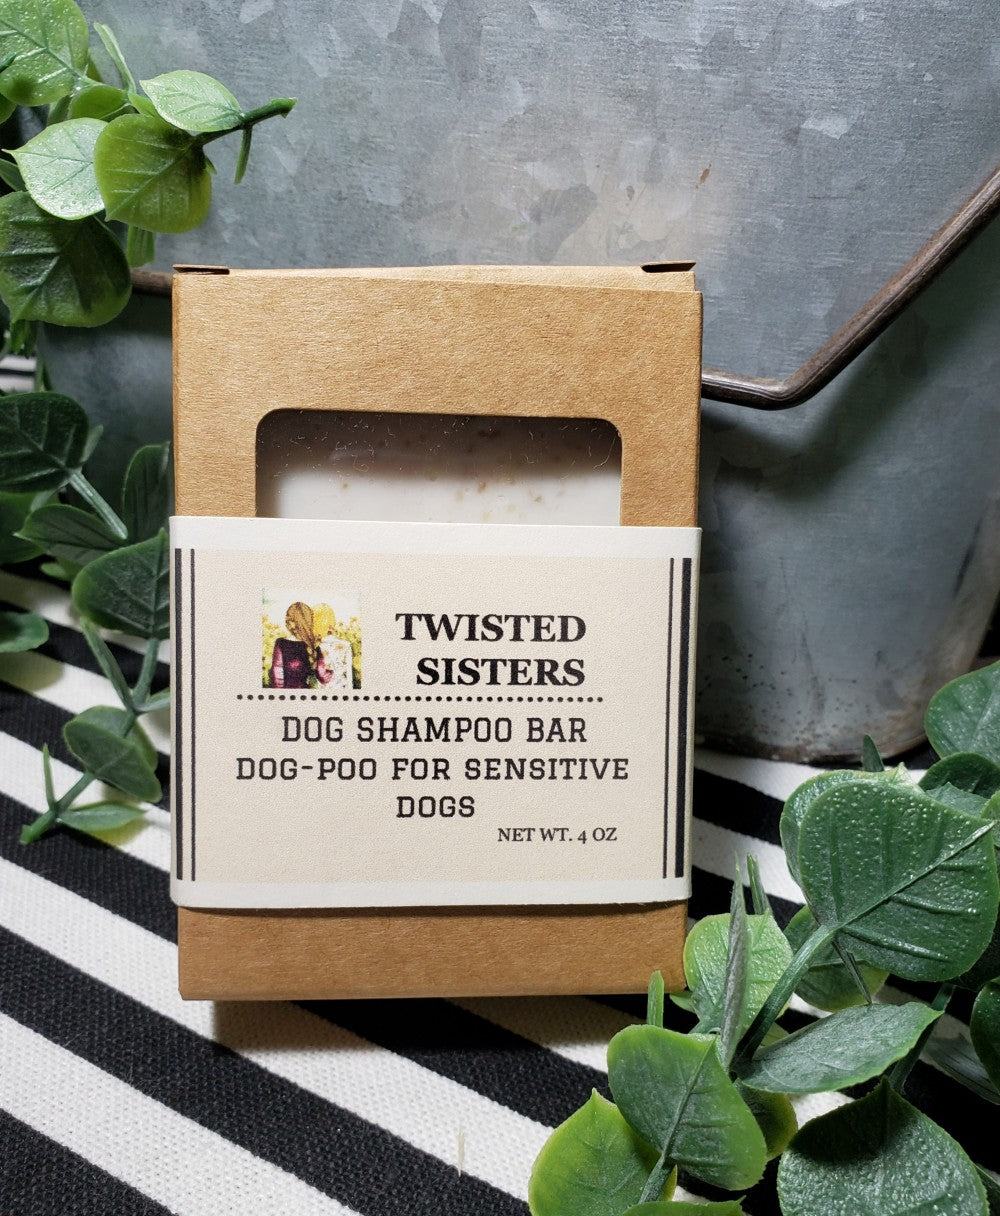 TWISTED
SISTERS
DOG SHAMPOO BAR
DOG-POO FOR SENSITIVE
DOGS
NET WT. 4 OZ